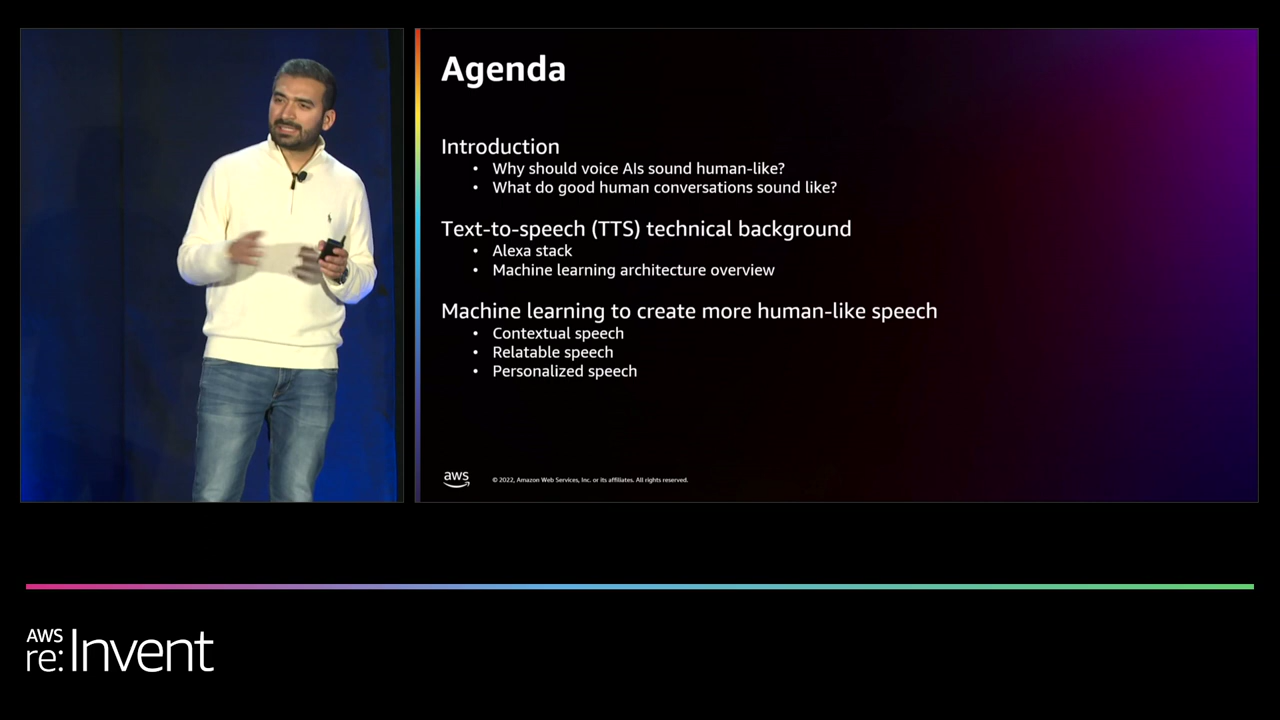 Agenda
Introduction
• Why should voice AIs sound human-like?
• What do good human conversations sound like?
Text-to-speech (TTS) technical background
• Alexa stack
• Machine learning architecture overview
Machine learning to create more human-like speech
• Contextual speech
• Relatable speech
• Personalized speech
aws
© 2022, Amazon Web Services, Inc. or its affiliates. All rights reserved.
AWS
re:Invent